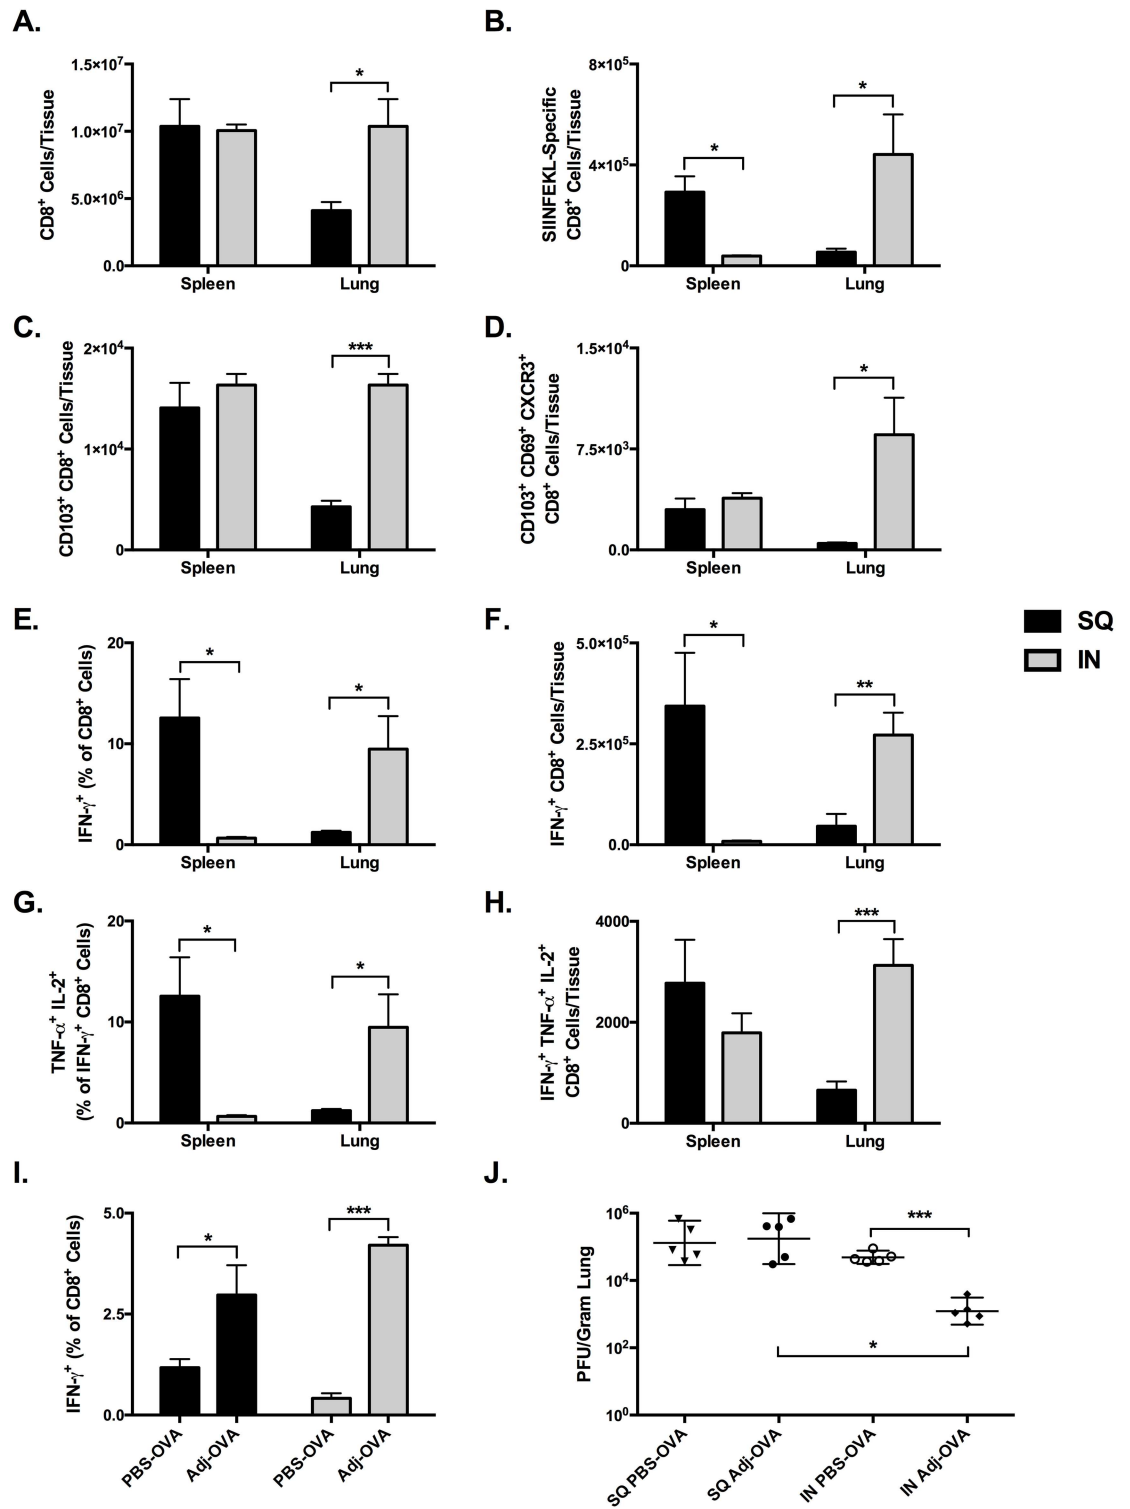 A.
CD8⁺ Cells/Tissue
1.5×10⁷
1.0×10⁷
5.0×10⁶
0.0
*
Spleen
Lung
B.
SIINFEKL-Specific
CD8⁺ Cells/Tissue
8×10⁵
4×10⁵
0
*
*
Spleen
Lung
C.
CD103⁺ CD8⁺ Cells/Tissue
2×10⁴
1×10⁴
0
***
Spleen
Lung
D.
CD103⁺ CD69⁺ CXCR3⁺
CD8⁺ Cells/Tissue
1.5×10⁴
7.5×10³
0.0
*
Spleen
Lung
E.
IFN-γ⁺ (% of CD8⁺ Cells)
20
10
0
*
*
Spleen
Lung
F.
IFN-γ⁺ CD8⁺ Cells/Tissue
5.0×10⁵
2.5×10⁵
0.0
*
**
Spleen
Lung
SQ
IN
G.
TNF-α⁺ IL-2⁺
(% of IFN-γ⁺ CD8⁺ Cells)
20
10
0
*
*
Spleen
Lung
H.
IFN-γ⁺ TNF-α⁺ IL-2⁺
CD8⁺ Cells/Tissue
4000
2000
0
***
Spleen
Lung
I.
IFN-γ⁺ (% of CD8⁺ Cells)
5.0
2.5
0.0
*
***
PBS-OVA
Adj-OVA
PBS-OVA
Adj-OVA
J.
PFU/Gram Lung
10⁶
10⁴
10²
10⁰
***
*
SQ PBS-OVA
SQ Adj-OVA
IN PBS-OVA
IN Adj-OVA